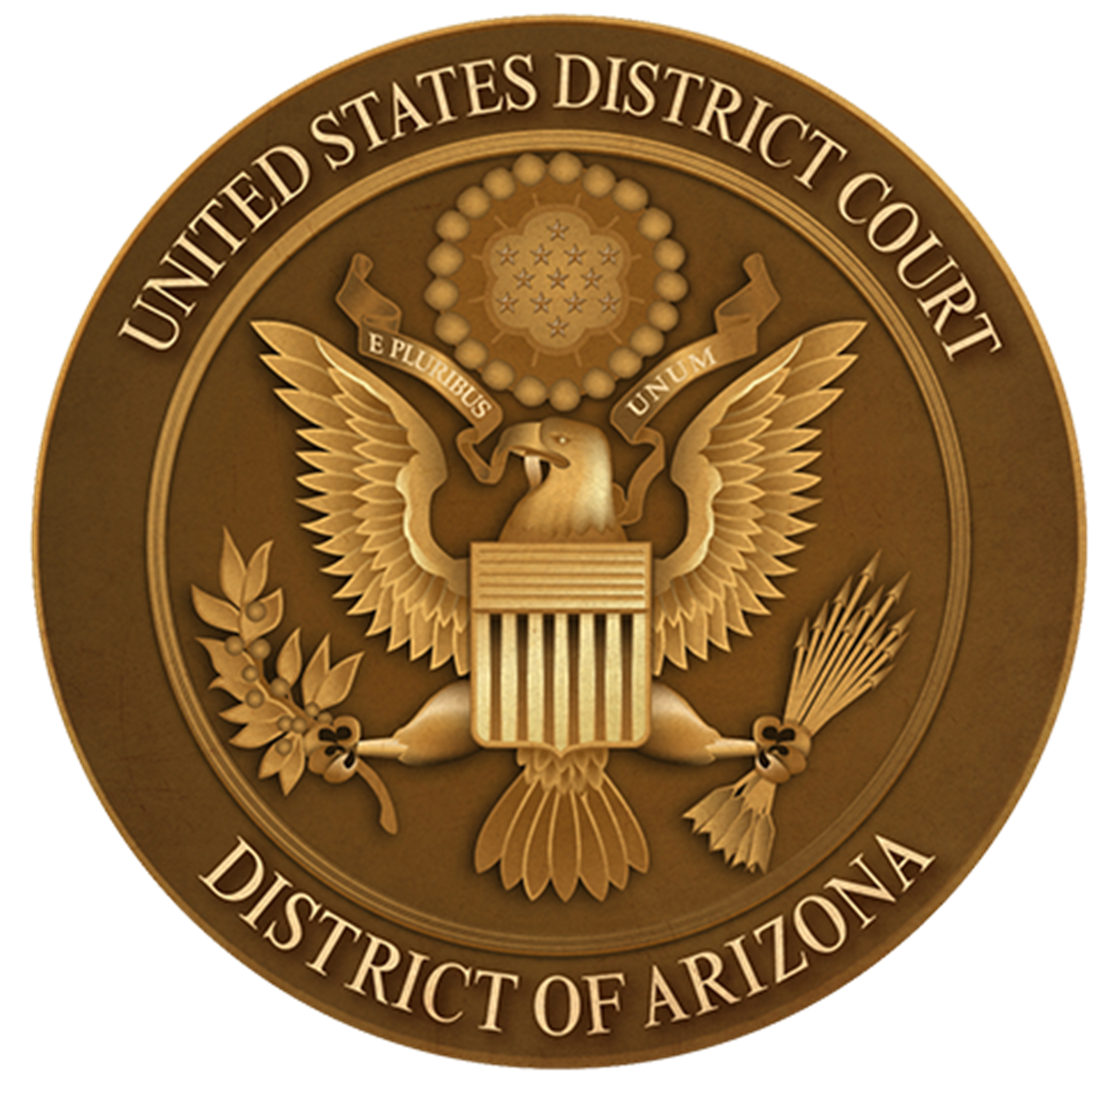 UNITED STATES DISTRICT COURT
E PLURIBUS UNUM
DISTRICT OF ARIZONA